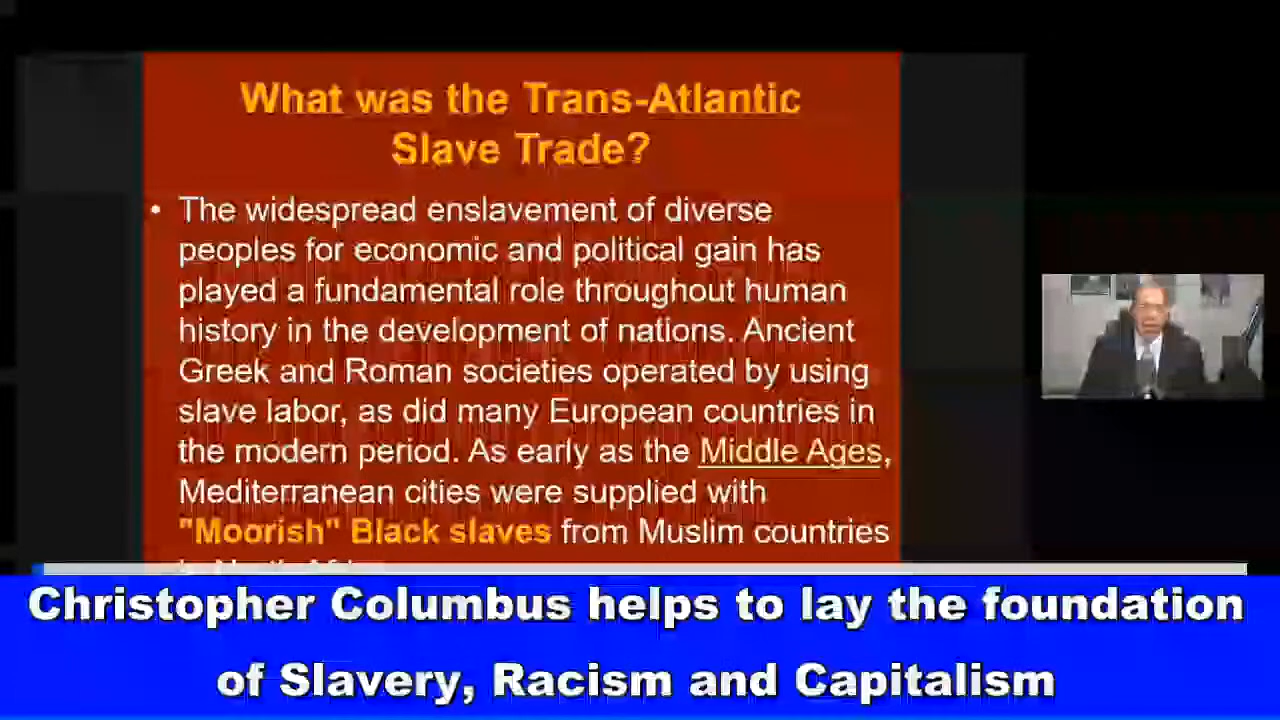 What was the Trans-Atlantic
Slave Trade?
• The widespread enslavement of diverse
peoples for economic and political gain has
played a fundamental role throughout human
history in the development of nations. Ancient
Greek and Roman societies operated by using
slave labor, as did many European countries in
the modern period. As early as the Middle Ages,
Mediterranean cities were supplied with
"Moorish" Black slaves from Muslim countries
Christopher Columbus helps to lay the foundation
of Slavery, Racism and Capitalism